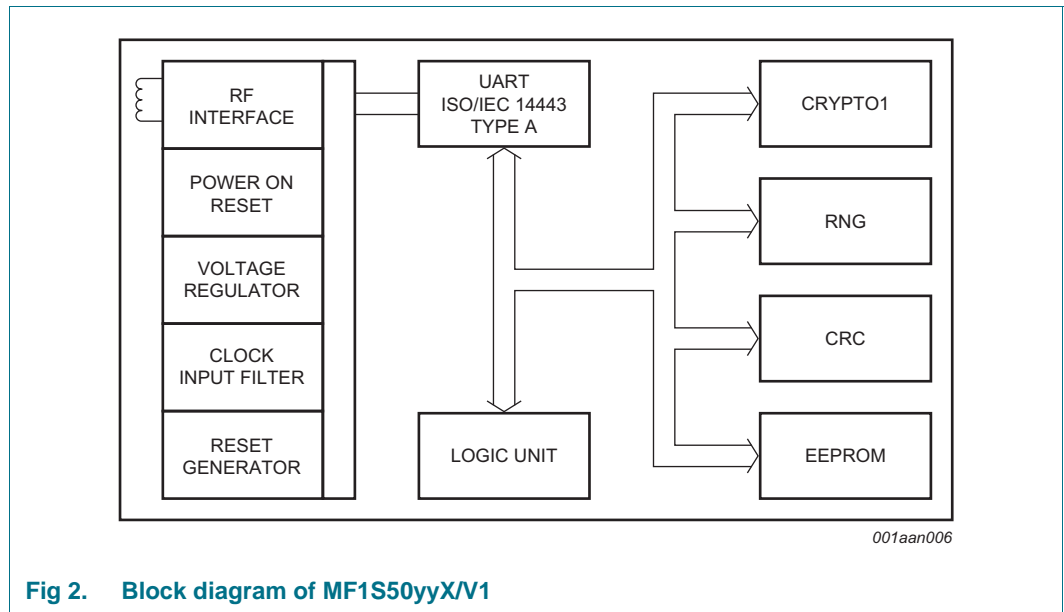 RF
INTERFACE
POWER ON
RESET
VOLTAGE
REGULATOR
CLOCK
INPUT FILTER
RESET
GENERATOR
UART
ISO/IEC 14443
TYPE A
LOGIC UNIT
CRYPTO1
RNG
CRC
EEPROM
001aan006
Fig 2. Block diagram of MF1S50yyX/V1